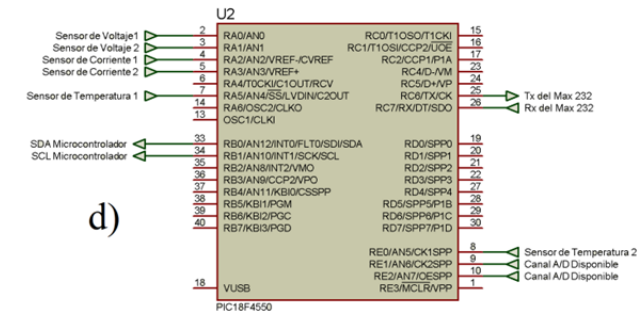 U2
Sensor de Voltaje1 2 RA0/AN0 RC0/T1OSO/T1CKI 15
Sensor de Voltaje 2 3 RA1/AN1 RC1/T1OSI/CCP2/UOE 16
Sensor de Corriente 1 4 RA2/AN2/VREF-/CVREF RC2/CCP1/P1A 17
Sensor de Corriente 2 5 RA3/AN3/VREF+ RC4/D-/VM 23
6 RA4/T0CKI/C1OUT/RCV RC5/D+/VP 24
Sensor de Temperatura 1 7 RA5/AN4/SS/LVDIN/C2OUT RC6/TX/CK 25 Tx del Max 232
14 RA6/OSC2/CLKO RC7/RX/DT/SDO 26 Rx del Max 232
13 OSC1/CLKI
SDA Microcontrolador 33 RB0/AN12/INT0/FLT0/SDI/SDA RD0/SPP0 19
SCL Microcontrolador 34 RB1/AN10/INT1/SCK/SCL RD1/SPP1 20
35 RB2/AN8/INT2/VMO RD2/SPP2 21
36 RB3/AN9/CCP2/VPO RD3/SPP3 22
37 RB4/AN11/KBI0/CSSPP RD4/SPP4 27
38 RB5/KBI1/PGM RD5/SPP5/P1B 28
39 RB6/KBI2/PGC RD6/SPP6/P1C 29
40 RB7/KBI3/PGD RD7/SPP7/P1D 30
d)
RE0/AN5/CK1SPP 8 Sensor de Temperatura 2
RE1/AN6/CK2SPP 9 Canal A/D Disponible
RE2/AN7/OESPP 10 Canal A/D Disponible
18 VUSB RE3/MCLR/VPP 1
PIC18F4550